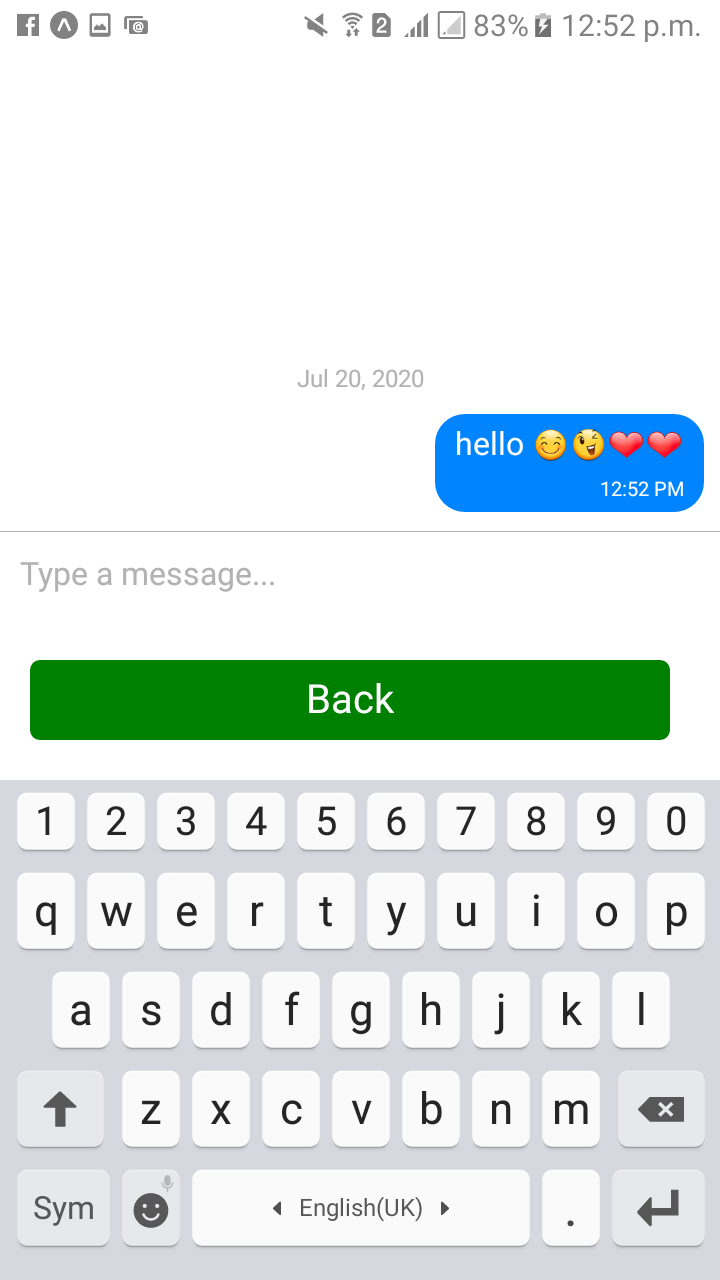 2 83% 12:52 p.m.
Jul 20, 2020
hello 😊😉❤❤
12:52 PM
Type a message...
Back
1 2 3 4 5 6 7 8 9 0
q w e r t y u i o p
a s d f g h j k l
z x c v b n m
Sym English(UK) .